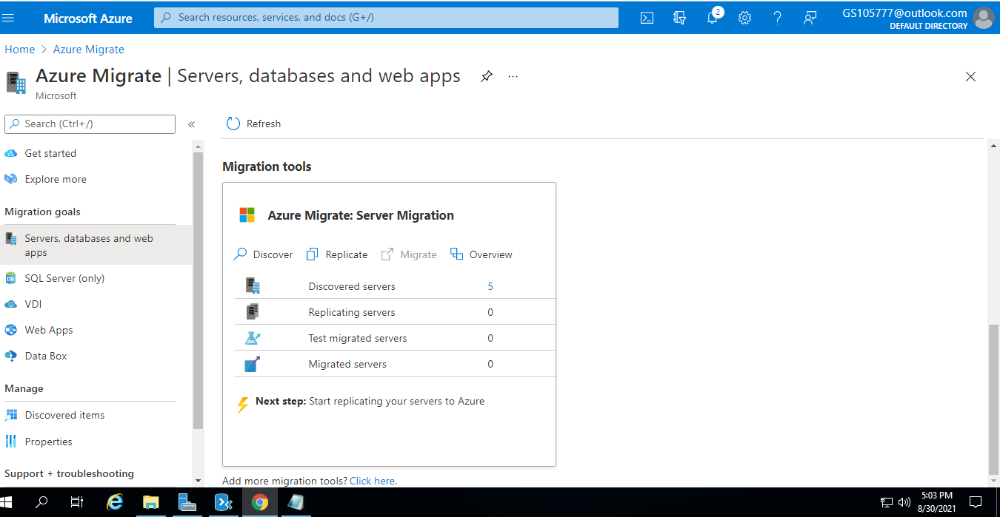 Microsoft Azure
Search resources, services, and docs (G+/)
2
GS105777@outlook.com
DEFAULT DIRECTORY
Home > Azure Migrate
Azure Migrate | Servers, databases and web apps
Microsoft
Search (Ctrl+/)
Get started
Explore more
Migration goals
Servers, databases and web
apps
SQL Server (only)
VDI
Web Apps
Data Box
Manage
Discovered items
Properties
Support + troubleshooting
Refresh
Migration tools
Azure Migrate: Server Migration
Discover Replicate Migrate Overview
Discovered servers 5
Replicating servers 0
Test migrated servers 0
Migrated servers 0
Next step: Start replicating your servers to Azure
Add more migration tools? Click here.
5:03 PM
8/30/2021